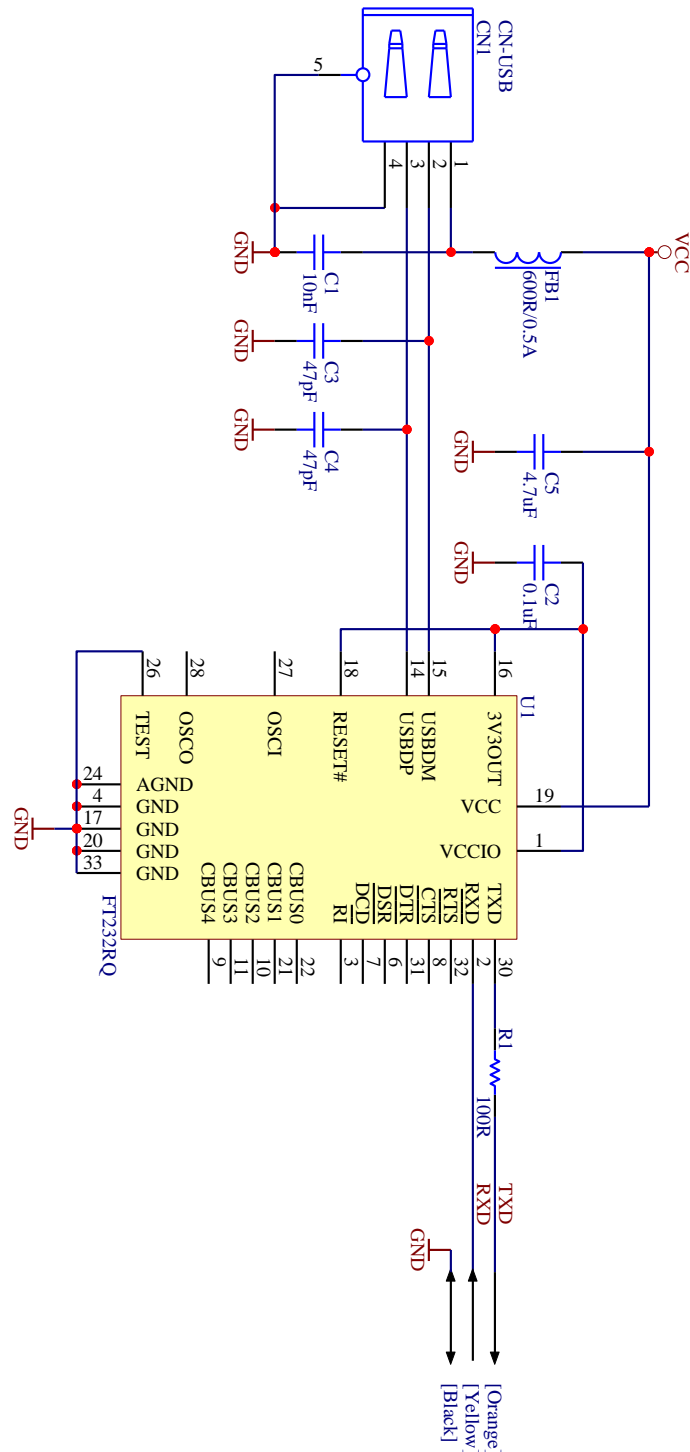 CN-USB
CN1
5
4
3
2
1
VCC
FB1
600R/0.5A
GND
C1
10nF
GND
C3
47pF
GND
C4
47pF
GND
C5
4.7uF
GND
C2
0.1uF
U1
FT232RQ
26
TEST
28
OSCO
27
OSCI
18
RESET#
14
USBDP
15
USBDM
16
3V3OUT
19
VCC
1
VCCIO
24
AGND
4
GND
17
GND
20
GND
33
GND
GND
TXD
30
RXD
2
RTS
32
CTS
8
DTR
31
DSR
6
DCD
7
RI
3
CBUS0
22
CBUS1
21
CBUS2
10
CBUS3
11
CBUS4
9
R1
100R
TXD
RXD
GND
[Orange]
[Yellow]
[Black]